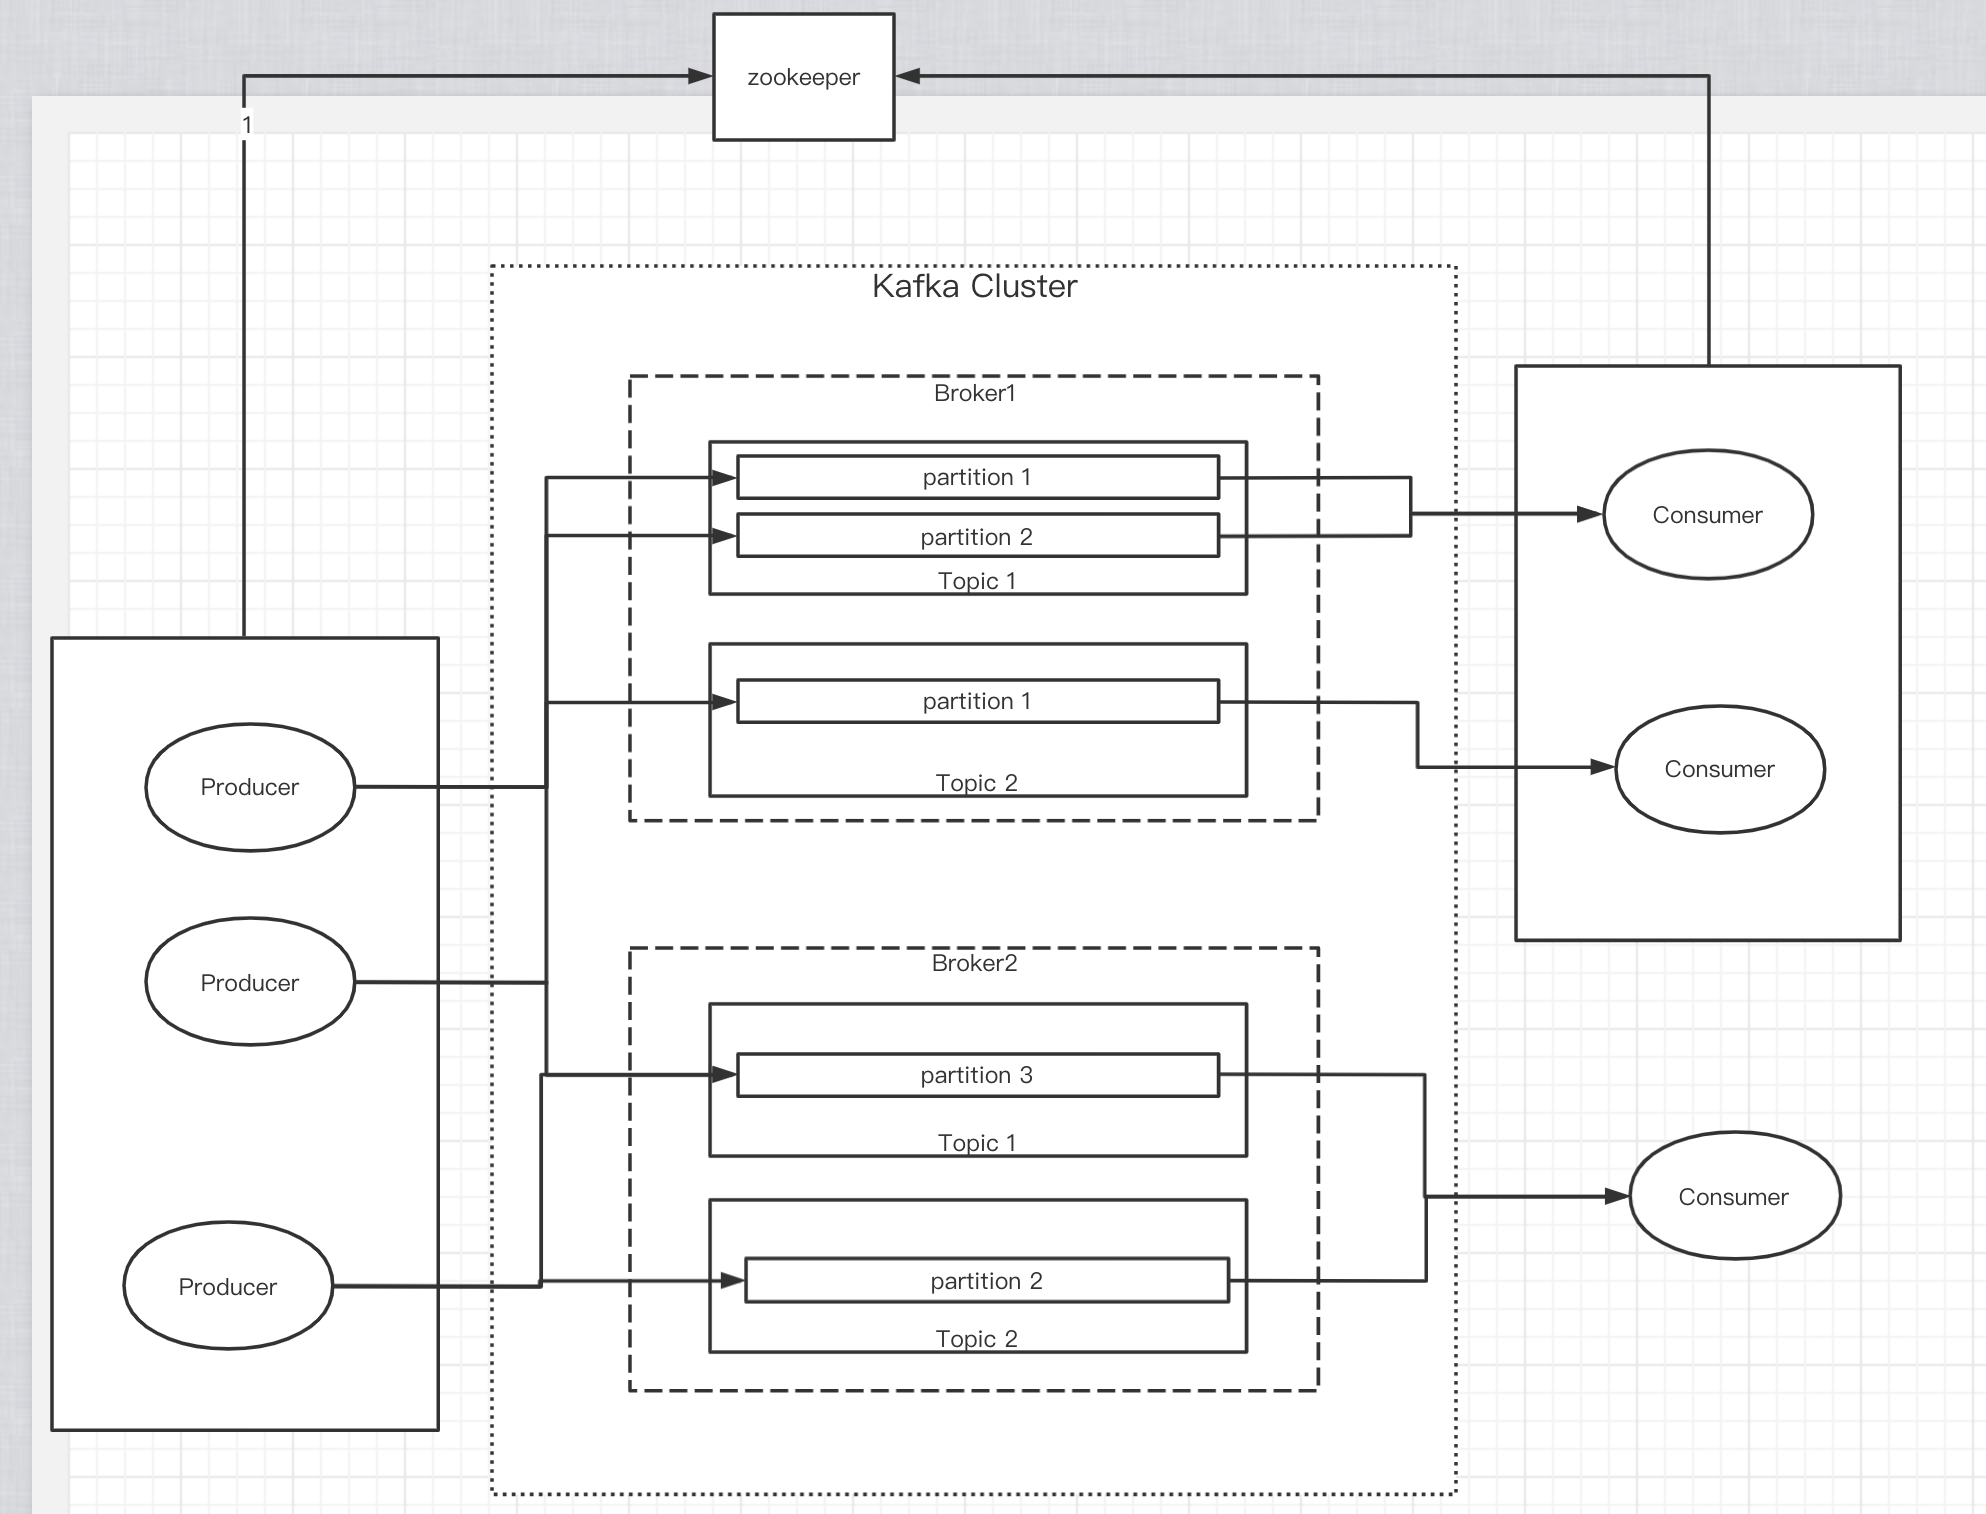 zookeeper
1
Kafka Cluster
Broker1
partition 1
partition 2
Topic 1
partition 1
Topic 2
Broker2
partition 3
Topic 1
partition 2
Topic 2
Producer
Producer
Producer
Consumer
Consumer
Consumer